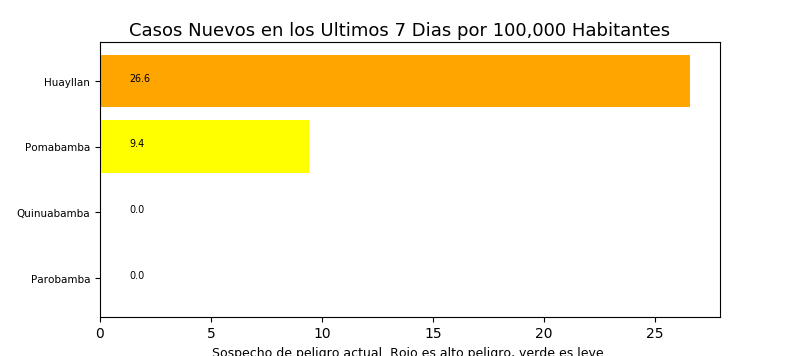 Casos Nuevos en los Ultimos 7 Dias por 100,000 Habitantes
Huayllan
26.6
Pomabamba
9.4
Quinuabamba
0.0
Parobamba
0.0
0 5 10 15 20 25
Sospecho de peligro actual. Rojo es alto peligro, verde es leve